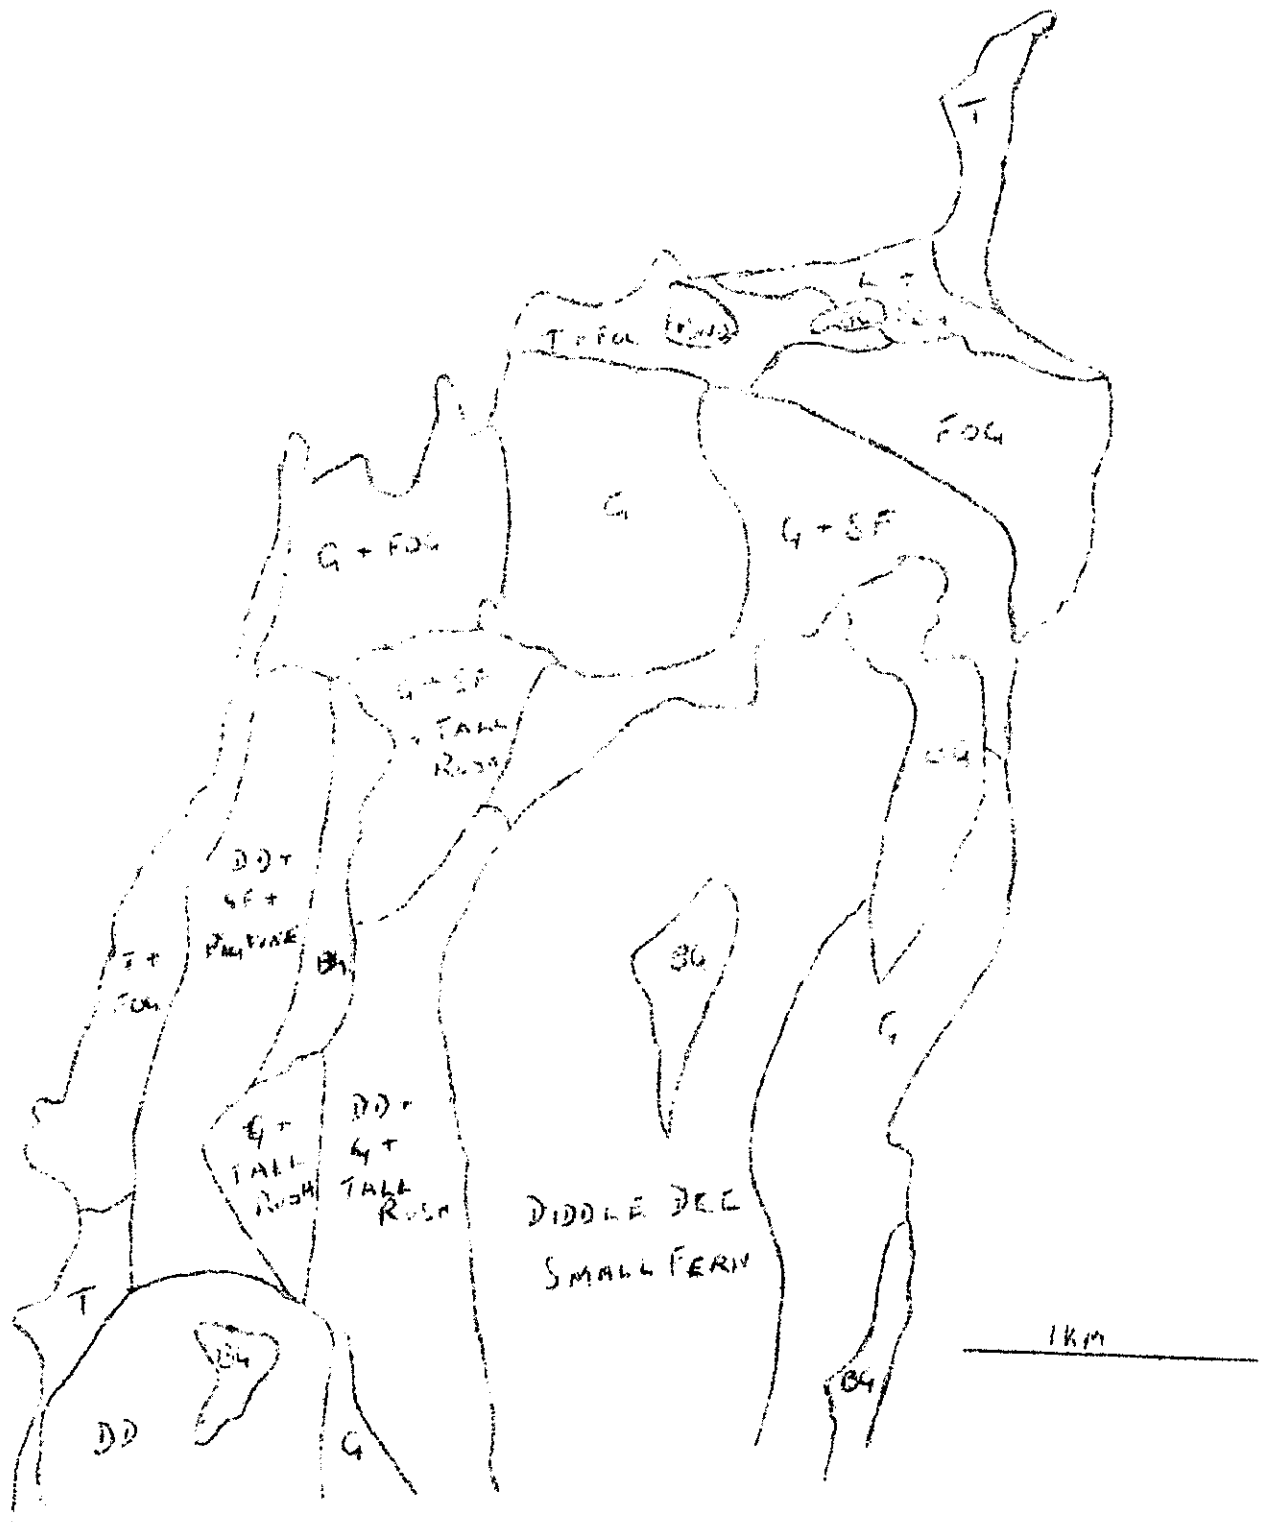 T
T + FOG
FOG
G
G + SF
G + FOG
G + SF
+ TALL
RUSH
DD +
SF +
BG
BG
T +
FOG
G
DD +
G +
TALL
RUSH
G +
TALL
RUSH
DIDDLE DEE
SMALL FERN
T
BG
1KM
BG
DD
G